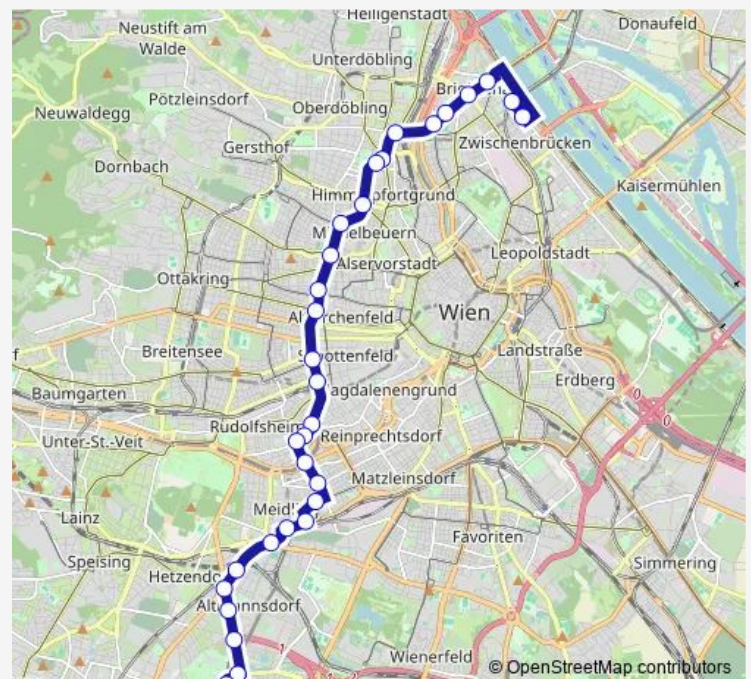 Heiligenstadt
Neustift am
Walde
Donaufeld
Unterdöbling
Pötzleinsdorf
Oberdöbling
Neuwaldegg
Gersthof
Zwischenbrücken
Dornbach
Kaisermühlen
Alservorstadt
Leopoldstadt
Ottakring
Wien
Breitensee
Landstraße
Erdberg
Baumgarten
Reinprechtsdorf
Unter-St.-Veit
Matzleinsdorf
Lainz
Favoriten
Speising
Simmering
Wienerfeld
© OpenStreetMap contributors